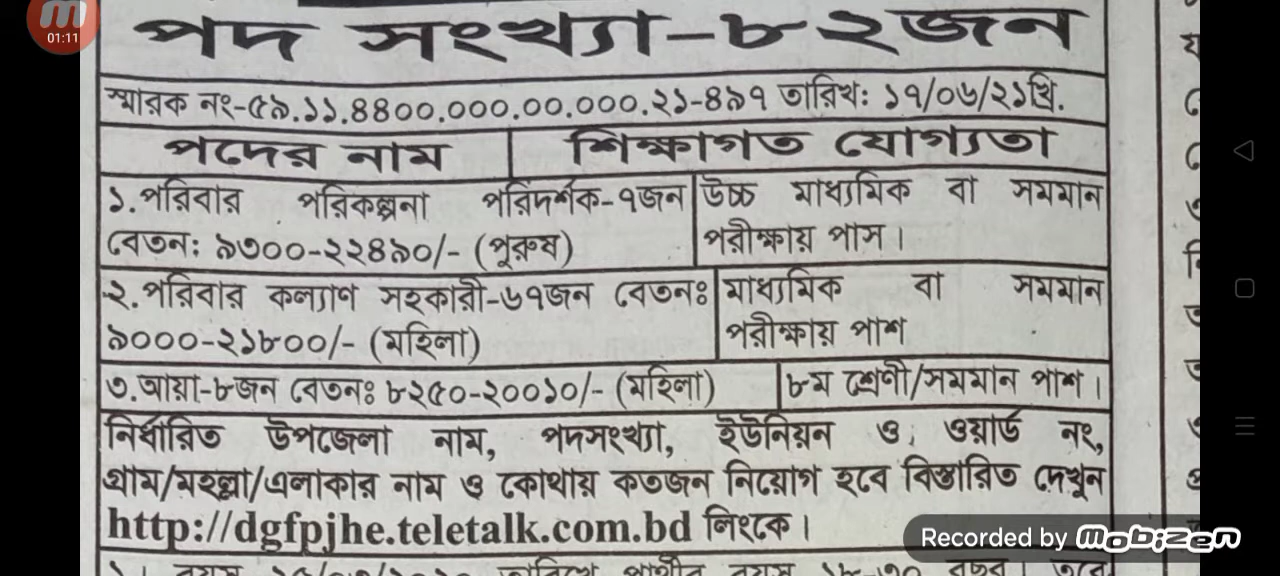 01:11
পদ সংখ্যা-৮২জন
স্মারক নং-৫৯.১১.৪৪০০.০০০.০০.০০০.২১-৪৯৭ তারিখ: ১৭/০৬/২১খ্রি.
পদের নাম শিক্ষাগত যোগ্যতা
১.পরিবার পরিকল্পনা পরিদর্শক-৭জন
বেতন: ৯৩০০-২২৪৯০/- (পুরুষ)
উচ্চ মাধ্যমিক বা সমমান
পরীক্ষায় পাস।
২.পরিবার কল্যাণ সহকারী-৬৭জন বেতনঃ
৯০০০-২১৮০০/- (মহিলা)
মাধ্যমিক বা সমমান
পরীক্ষায় পাশ
৩.আয়া-৮জন বেতনঃ ৮২৫০-২০০১০/- (মহিলা)
৮ম শ্রেণী/সমমান পাশ।
নির্ধারিত উপজেলা নাম, পদসংখ্যা, ইউনিয়ন ও ওয়ার্ড নং,
গ্রাম/মহল্লা/এলাকার নাম ও কোথায় কতজন নিয়োগ হবে বিস্তারিত দেখুন
http://dgfpjhe.teletalk.com.bd লিংকে।
Recorded by mobizen